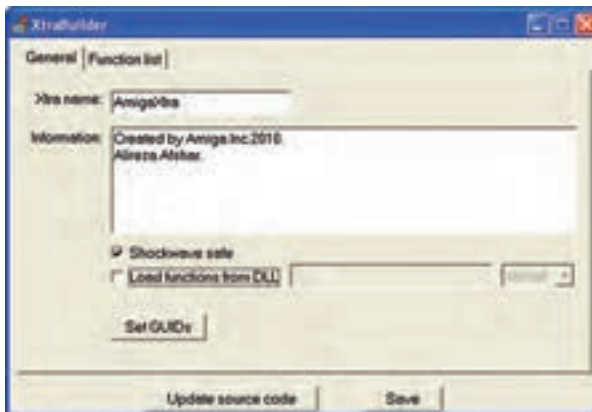 XtraBuilder
General Function list
Xtra name: AmigaXtra
Information: Created by Amiga.Inc.2010.
Alireza Afshar.
Shockwave safe
Load functions from DLL
Set GUIDs
Update source code Save